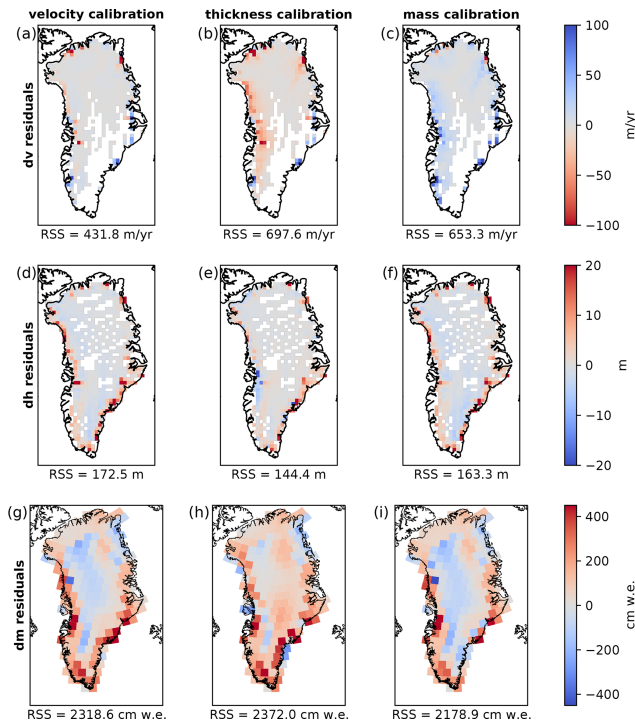 velocity calibration thickness calibration mass calibration
(a) (b) (c)
dv residuals
100
50
0
−50
−100
m/yr
RSS = 431.8 m/yr RSS = 697.6 m/yr RSS = 653.3 m/yr
(d) (e) (f)
dh residuals
20
10
0
−10
−20
m
RSS = 172.5 m RSS = 144.4 m RSS = 163.3 m
(g) (h) (i)
dm residuals
400
200
0
−200
−400
cm w.e.
RSS = 2318.6 cm w.e. RSS = 2372.0 cm w.e. RSS = 2178.9 cm w.e.